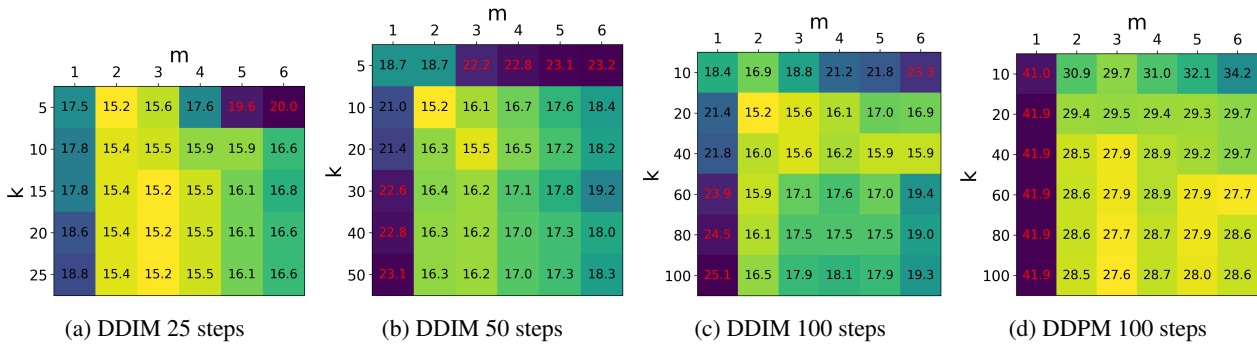 m
1 2 3 4 5 6
k
5 17.5 15.2 15.6 17.6 19.6 20.0
10 17.8 15.4 15.5 15.9 15.9 16.6
15 17.8 15.4 15.2 15.5 16.1 16.8
20 18.6 15.4 15.2 15.5 16.1 16.6
25 18.8 15.4 15.2 15.5 16.1 16.6
(a) DDIM 25 steps
m
1 2 3 4 5 6
k
5 18.7 18.7 22.2 22.8 23.1 23.2
10 21.0 15.2 16.1 16.7 17.6 18.4
20 21.4 16.3 15.5 16.5 17.2 18.2
30 22.6 16.4 16.2 17.1 17.8 19.2
40 22.8 16.3 16.2 17.0 17.3 18.0
50 23.1 16.3 16.2 17.0 17.3 18.3
(b) DDIM 50 steps
m
1 2 3 4 5 6
k
10 18.4 16.9 18.8 21.2 21.8 23.3
20 21.4 15.2 15.6 16.1 17.0 16.9
40 21.8 16.0 15.6 16.2 15.9 15.9
60 23.9 15.9 17.1 17.6 17.0 19.4
80 24.5 16.1 17.5 17.5 17.5 19.0
100 25.1 16.5 17.9 18.1 17.9 19.3
(c) DDIM 100 steps
m
1 2 3 4 5 6
k
10 41.0 30.9 29.7 31.0 32.1 34.2
20 41.9 29.4 29.5 29.4 29.3 29.7
40 41.9 28.5 27.9 28.9 29.2 29.7
60 41.9 28.6 27.9 28.9 27.9 27.7
80 41.9 28.6 27.7 28.7 27.9 28.6
100 41.9 28.5 27.6 28.7 28.0 28.6
(d) DDPM 100 steps